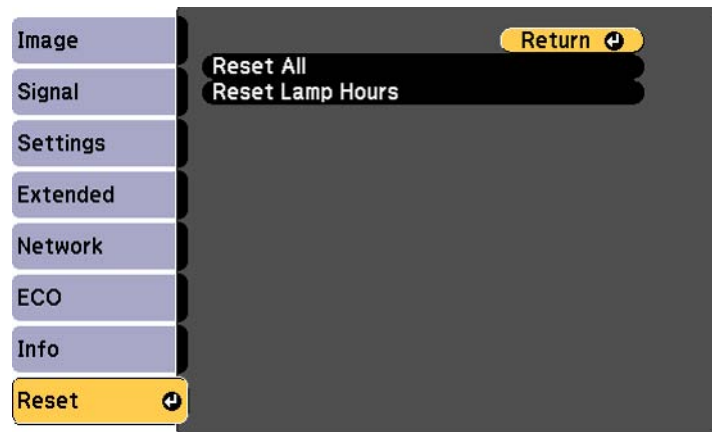 Image
Signal
Settings
Extended
Network
ECO
Info
Reset
Return
Reset All
Reset Lamp Hours